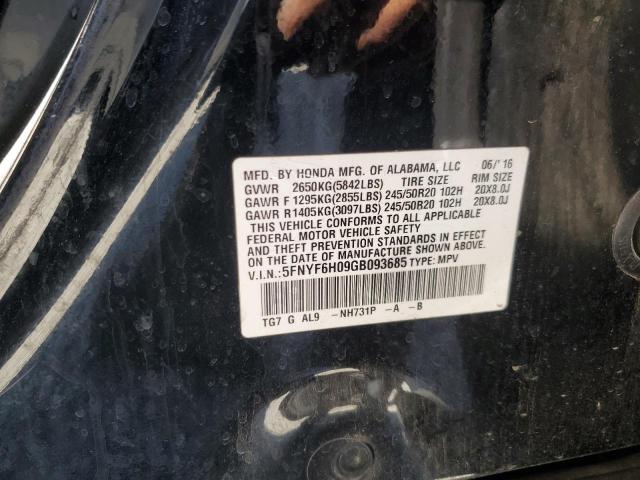 MFD. BY HONDA MFG. OF ALABAMA, LLC 06/'16
GVWR 2650KG(5842LBS) TIRE SIZE RIM SIZE
GAWR F 1295KG(2855LBS) 245/50R20 102H 20X8.0J
GAWR R1405KG(3097LBS) 245/50R20 102H 20X8.0J
THIS VEHICLE CONFORMS TO ALL APPLICABLE
FEDERAL MOTOR VEHICLE SAFETY
AND THEFT PREVENTION STANDARDS IN EFFECT
ON THE DATE OF MANUFACTURE SHOWN ABOVE.
V.I.N.:5FNYF6H09GB093685 TYPE: MPV
TG7 G AL9 -NH731P -A -B